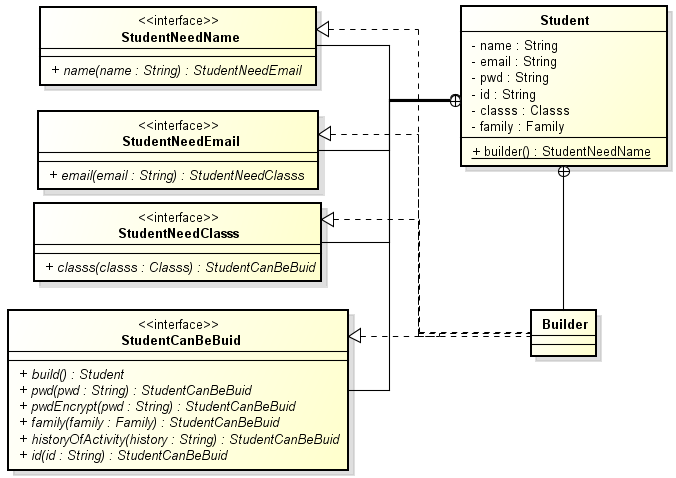 <<interface>>
StudentNeedName
+ name(name : String) : StudentNeedEmail
<<interface>>
StudentNeedEmail
+ email(email : String) : StudentNeedClasss
<<interface>>
StudentNeedClasss
+ classs(classs : Classs) : StudentCanBeBuid
<<interface>>
StudentCanBeBuid
+ build() : Student
+ pwd(pwd : String) : StudentCanBeBuid
+ pwdEncrypt(pwd : String) : StudentCanBeBuid
+ family(family : Family) : StudentCanBeBuid
+ historyOfActivity(history : String) : StudentCanBeBuid
+ id(id : String) : StudentCanBeBuid
Student
- name : String
- email : String
- pwd : String
- id : String
- classs : Classs
- family : Family
+ builder() : StudentNeedName
Builder